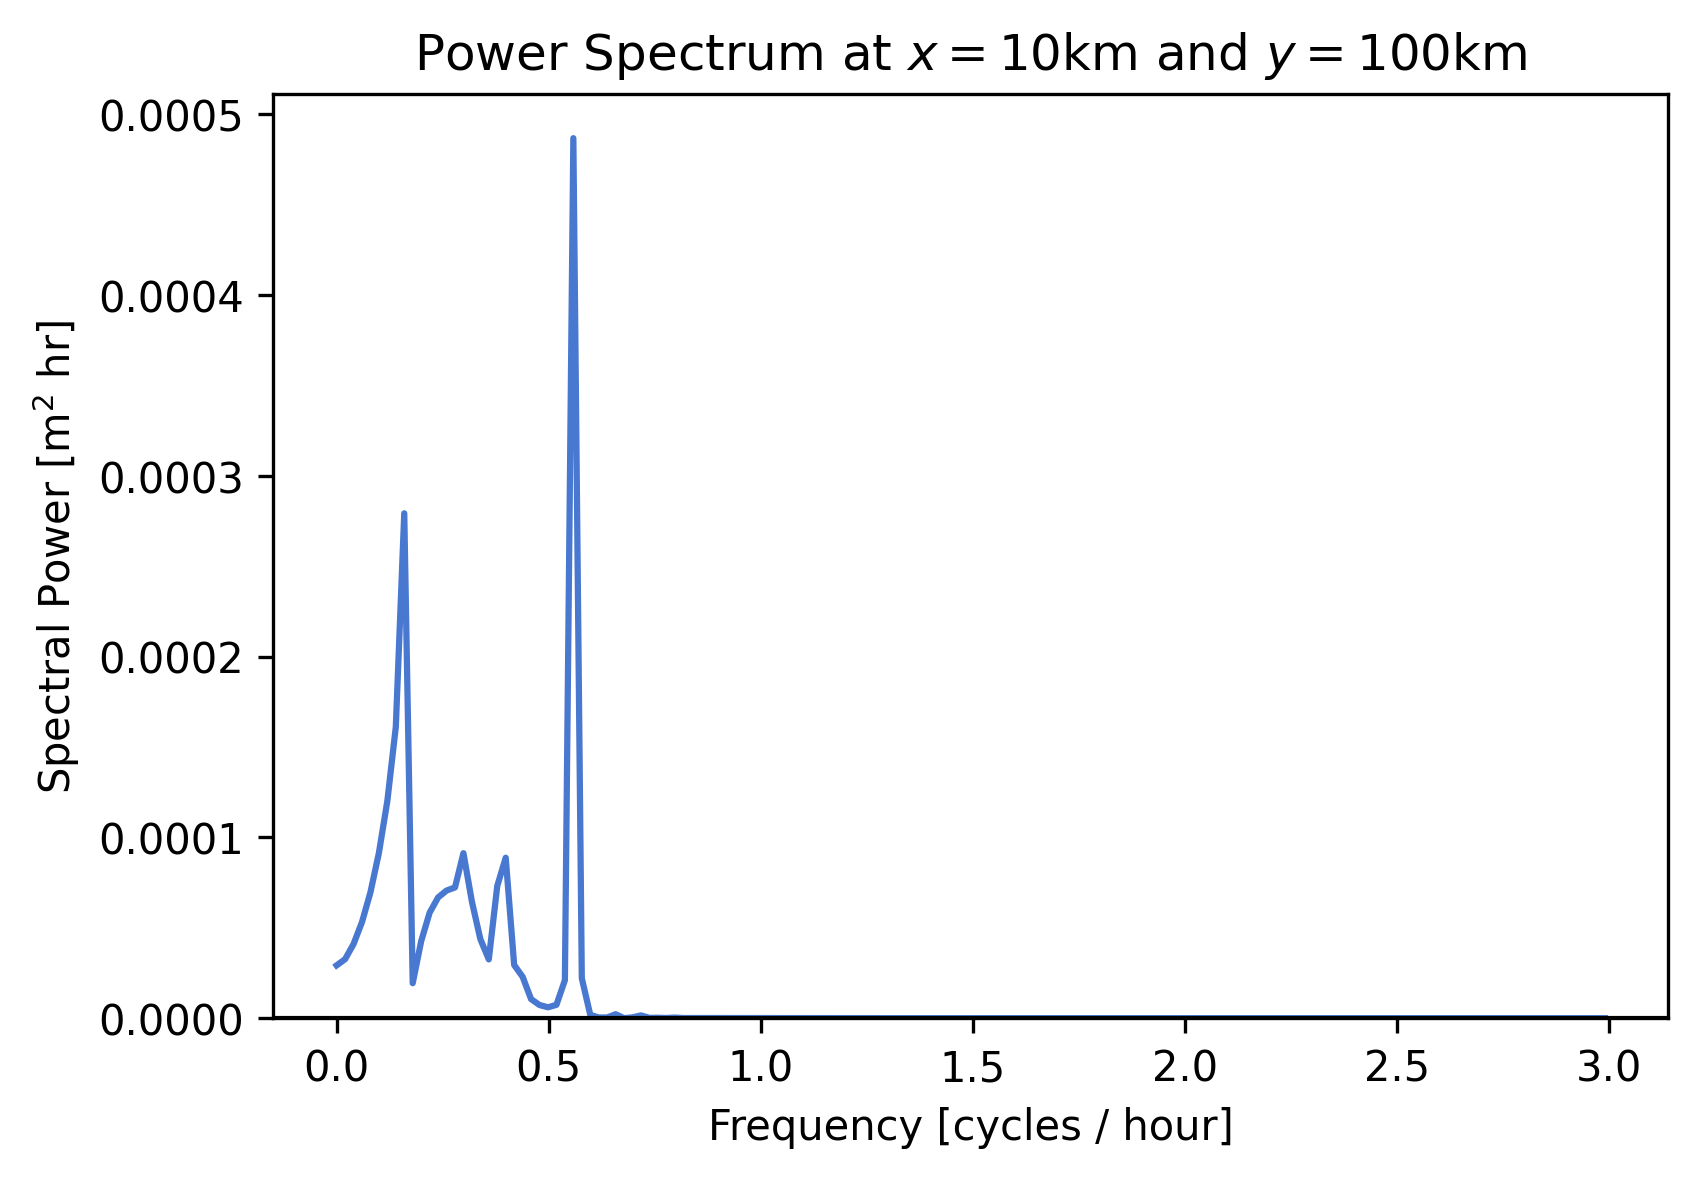 Power Spectrum at x = 10km and y = 100km
Spectral Power [m² hr]
0.0005
0.0004
0.0003
0.0002
0.0001
0.0000
0.0 0.5 1.0 1.5 2.0 2.5 3.0
Frequency [cycles / hour]